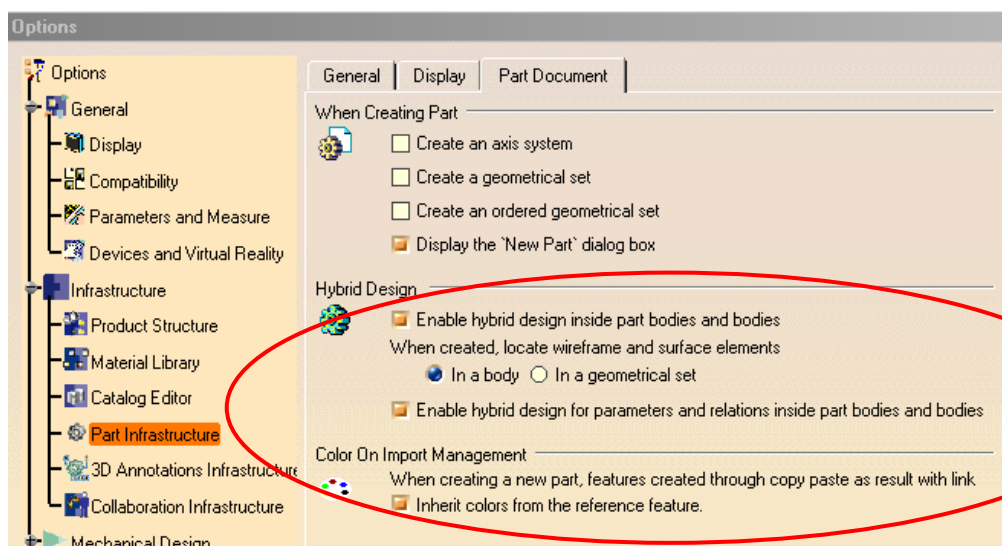 Options
Options
General
Display
Compatibility
Parameters and Measure
Devices and Virtual Reality
Infrastructure
Product Structure
Material Library
Catalog Editor
Part Infrastructure
3D Annotations Infrastructure
Collaboration Infrastructure
Mechanical Design
General Display Part Document
When Creating Part
Create an axis system
Create a geometrical set
Create an ordered geometrical set
Display the `New Part` dialog box
Hybrid Design
Enable hybrid design inside part bodies and bodies
When created, locate wireframe and surface elements
In a body In a geometrical set
Enable hybrid design for parameters and relations inside part bodies and bodies
Color On Import Management
When creating a new part, features created through copy paste as result with link
Inherit colors from the reference feature.